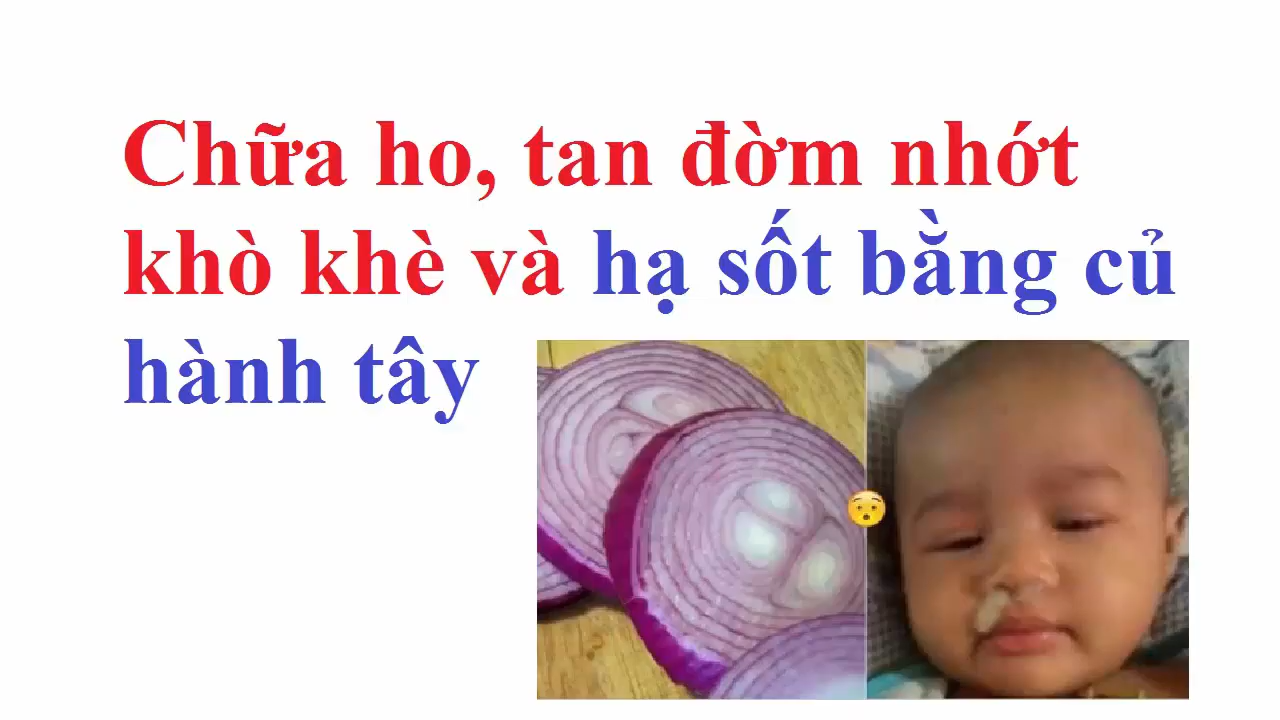 Chữa ho, tan đờm nhớt
khò khè và hạ sốt bằng củ
hành tây